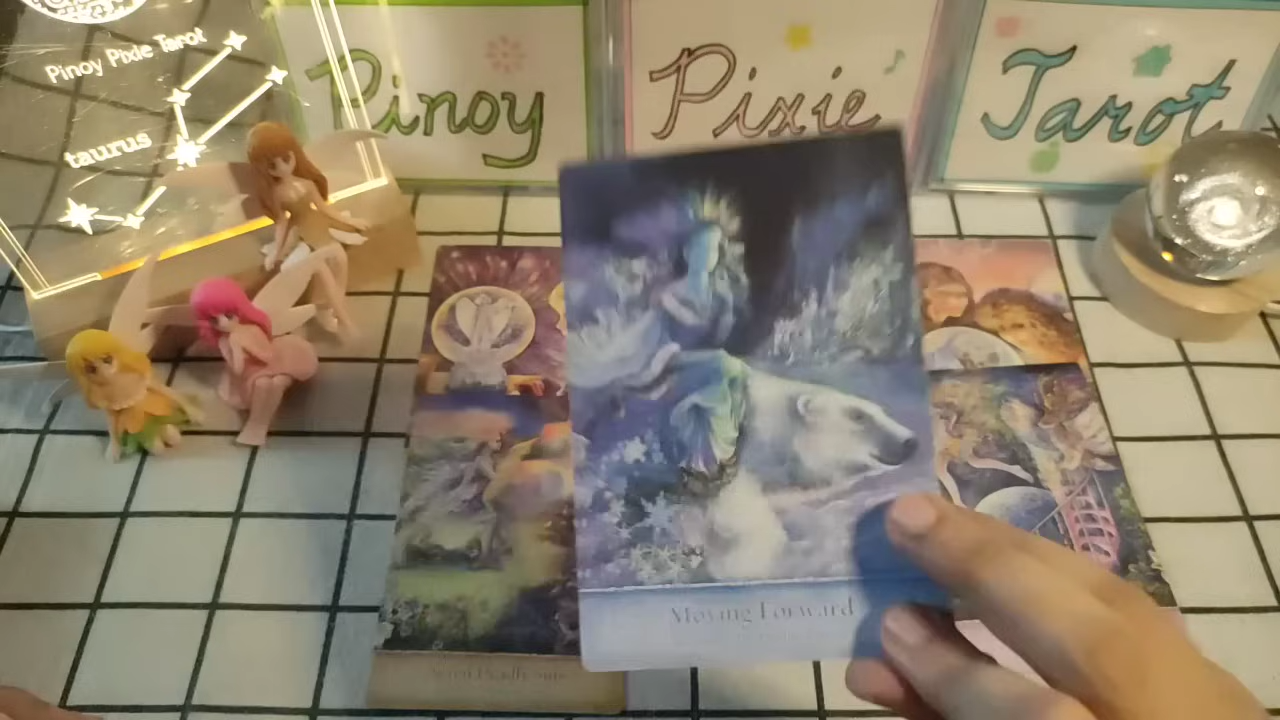 Pinoy Pixie Tarot
taurus
Pinoy
Pixie
Tarot
Moving Forward